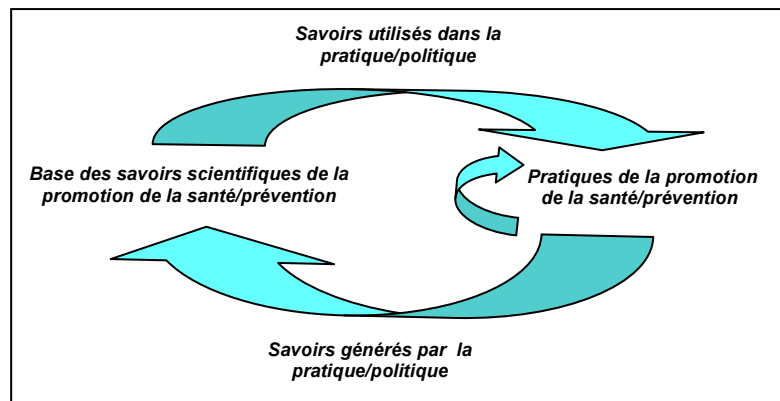 Savoirs utilisés dans la
pratique/politique
Base des savoirs scientifiques de la
promotion de la santé/prévention
Pratiques de la promotion
de la santé/prévention
Savoirs générés par la
pratique/politique